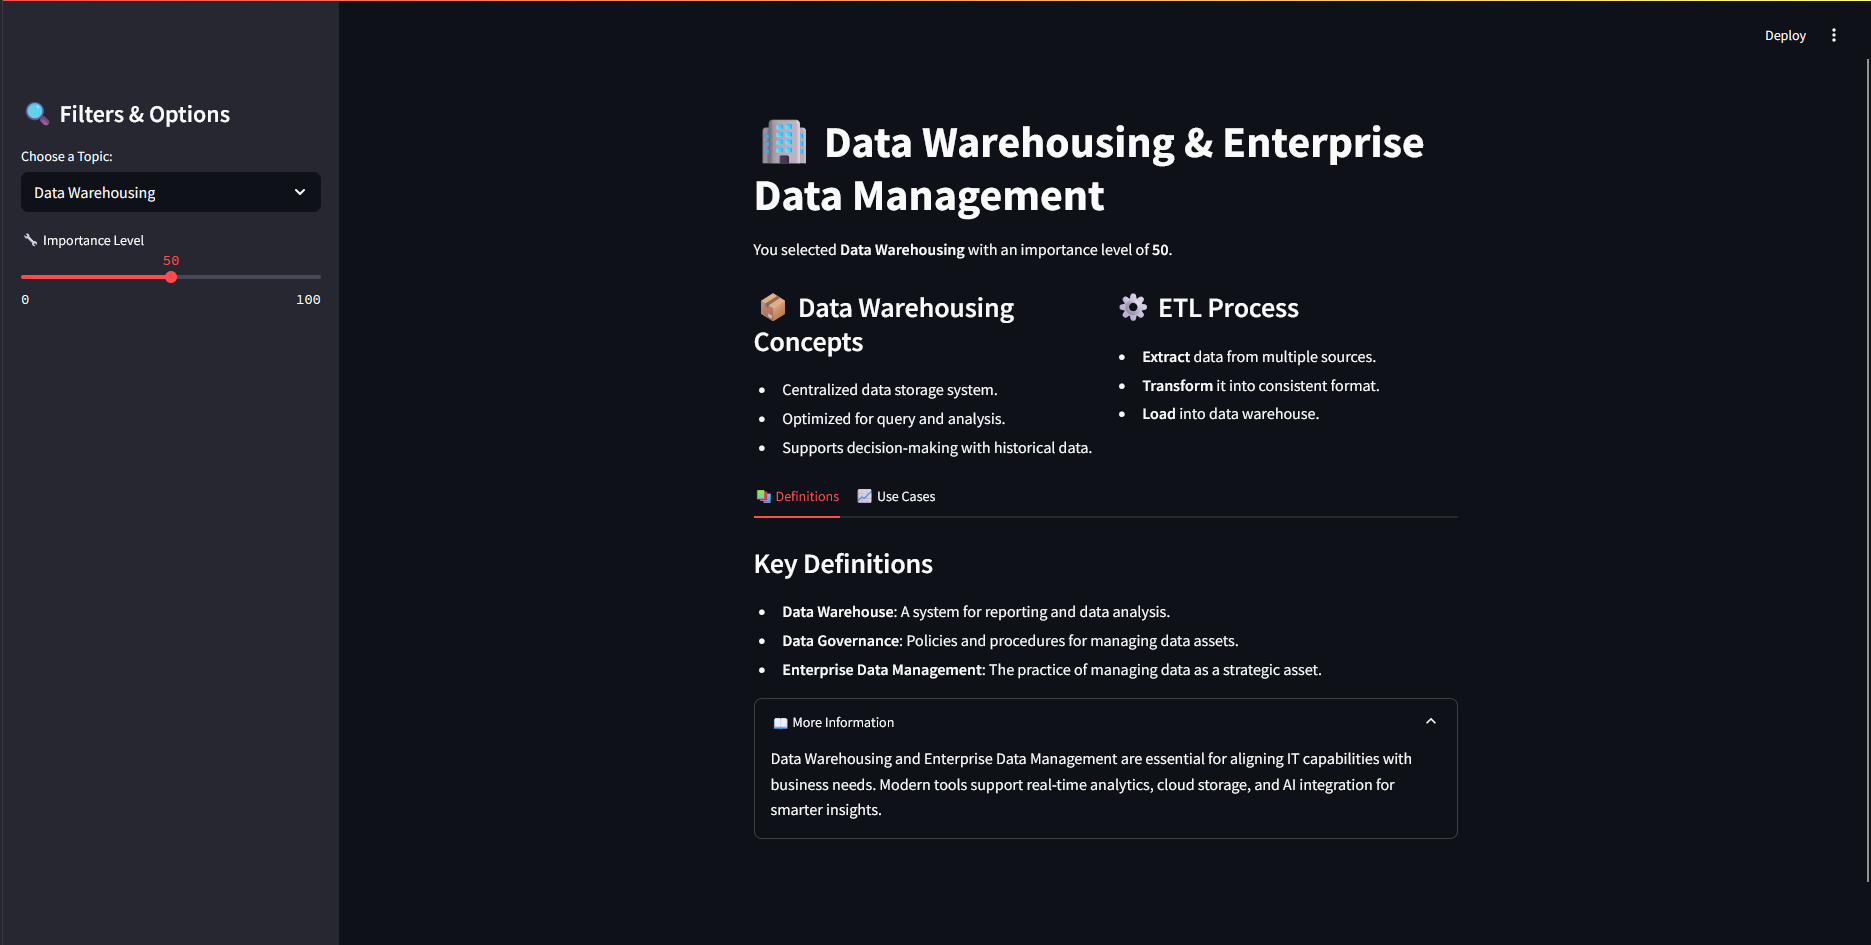 Deploy
Filters & Options
Choose a Topic:
Data Warehousing
Importance Level
50
0
100
Data Warehousing & Enterprise
Data Management
You selected Data Warehousing with an importance level of 50.
Data Warehousing
Concepts
Centralized data storage system.
Optimized for query and analysis.
Supports decision-making with historical data.
ETL Process
Extract data from multiple sources.
Transform it into consistent format.
Load into data warehouse.
Definitions
Use Cases
Key Definitions
Data Warehouse: A system for reporting and data analysis.
Data Governance: Policies and procedures for managing data assets.
Enterprise Data Management: The practice of managing data as a strategic asset.
More Information
Data Warehousing and Enterprise Data Management are essential for aligning IT capabilities with
business needs. Modern tools support real-time analytics, cloud storage, and AI integration for
smarter insights.